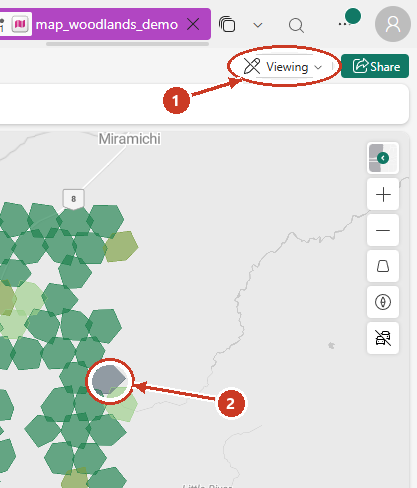 map_woodlands_demo
Viewing
Share
1
Miramichi
8
2